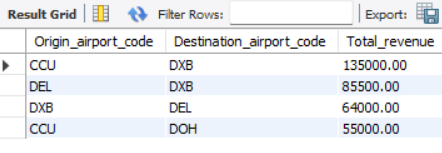 Result Grid Filter Rows: Export:
Origin_airport_code Destination_airport_code Total_revenue
CCU DXB 135000.00
DEL DXB 85500.00
DXB DEL 64000.00
CCU DOH 55000.00